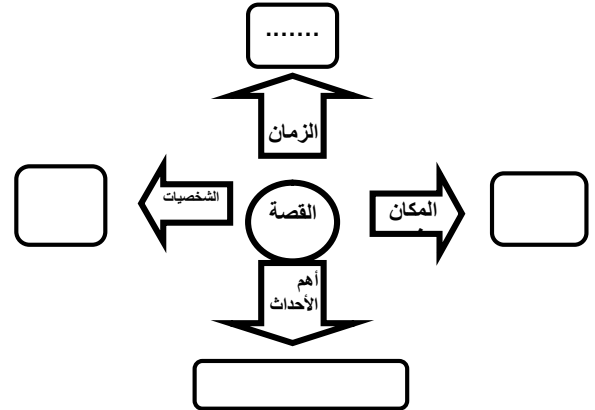 .......
الزمان
الشخصيات
القصة
المكان
أهم
الأحداث